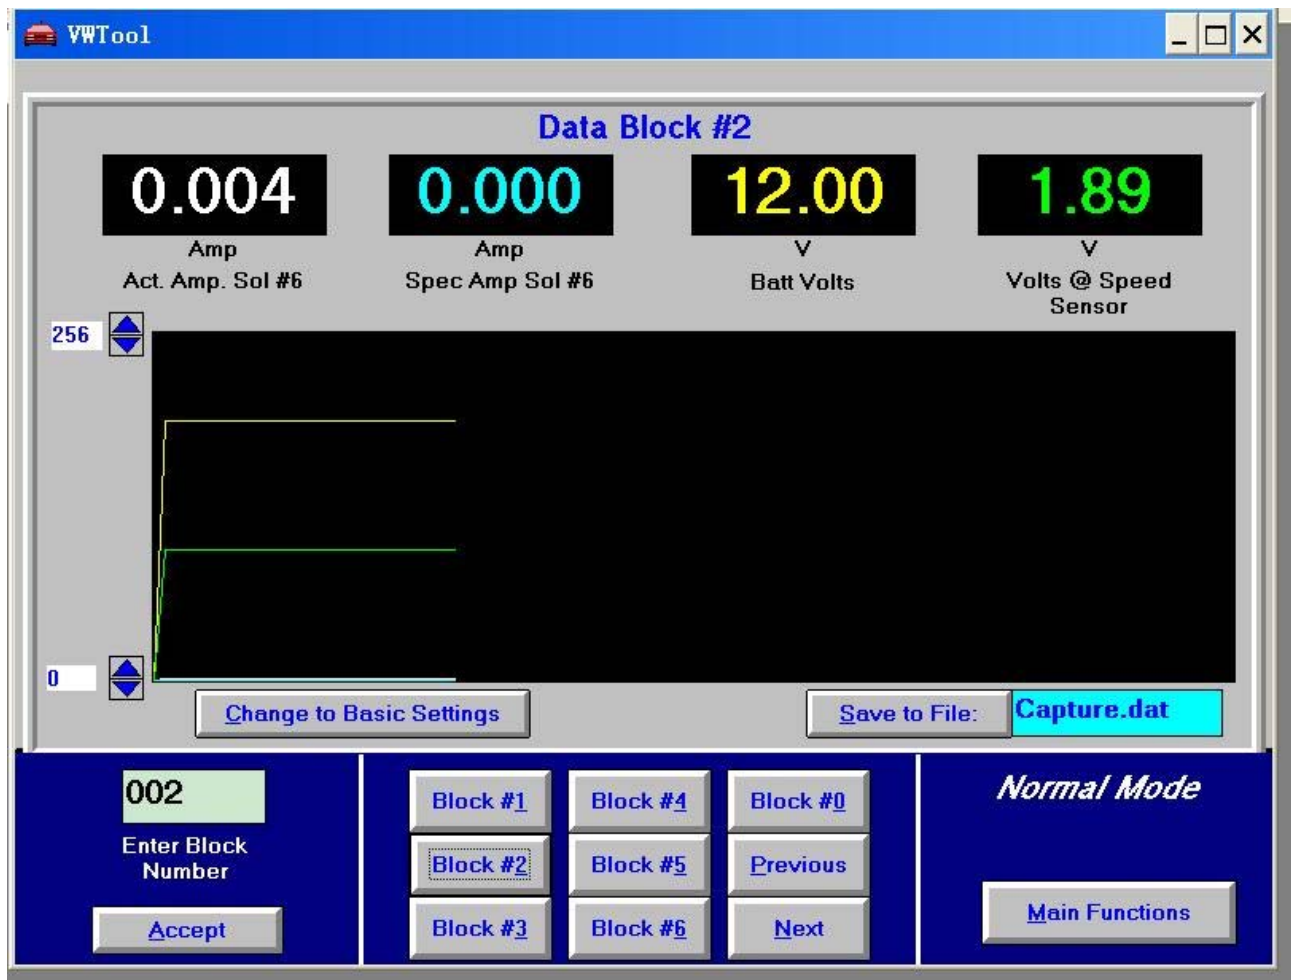 VWTool
Data Block #2
0.004
0.000
12.00
1.89
Amp
Amp
V
V
Act. Amp. Sol #6
Spec Amp Sol #6
Batt Volts
Volts @ Speed
Sensor
256
0
Change to Basic Settings
Save to File:
Capture.dat
002
Enter Block
Number
Accept
Block #1
Block #4
Block #0
Block #2
Block #5
Previous
Block #3
Block #6
Next
Normal Mode
Main Functions